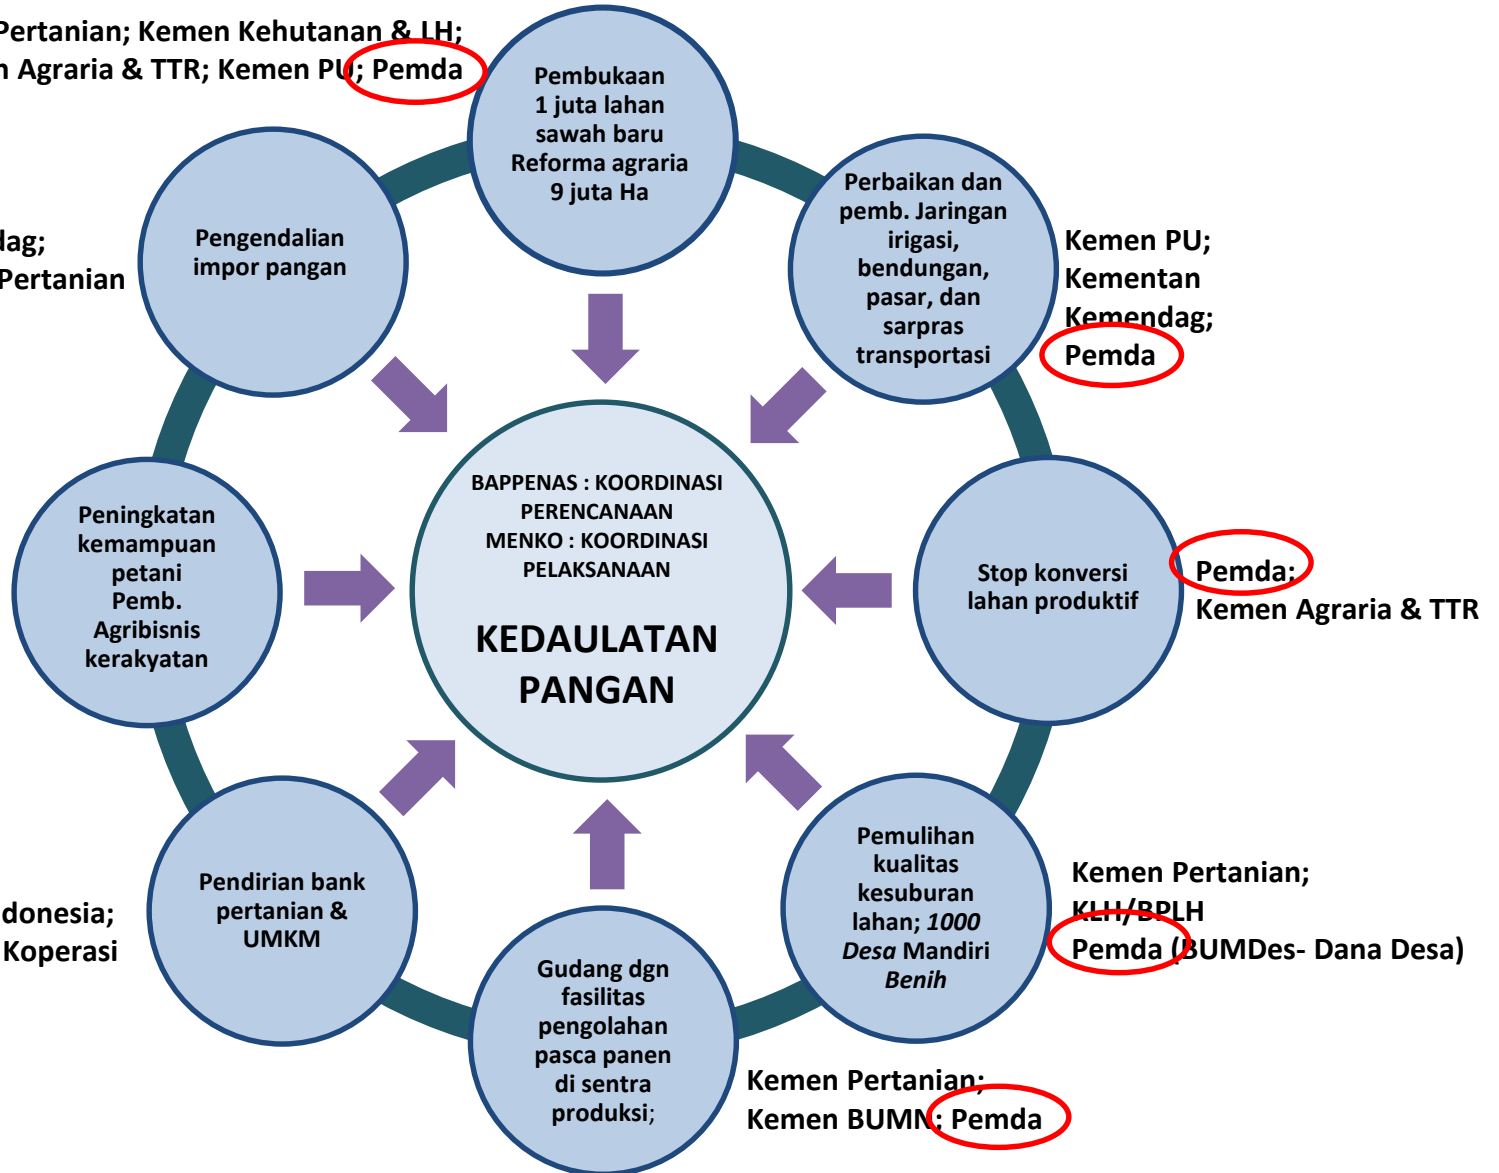 Pertanian; Kemen Kehutanan & LH;
Agraria & TTR; Kemen PU; Pemda
Pembukaan
1 juta lahan
sawah baru
Reforma agraria
9 juta Ha
Perbaikan dan
pemb. Jaringan
irigasi,
bendungan,
pasar, dan
sarpras
transportasi
Kemen PU;
Kementan
Kemendag;
Pemda
Stop konversi
lahan produktif
Pemda;
Kemen Agraria & TTR
Pemulihan
kualitas
kesuburan
lahan; 1000
Desa Mandiri
Benih
Kemen Pertanian;
KLH/BPLH
Pemda (BUMDes- Dana Desa)
Gudang dgn
fasilitas
pengolahan
pasca panen
di sentra
produksi;
Kemen Pertanian;
Kemen BUMN; Pemda
Pendirian bank
pertanian &
UMKM
donesia;
Koperasi
Peningkatan
kemampuan
petani
Pemb.
Agribisnis
kerakyatan
Pengendalian
impor pangan
dag;
Pertanian
BAPPENAS : KOORDINASI
PERENCANAAN
MENKO : KOORDINASI
PELAKSANAAN
KEDAULATAN
PANGAN